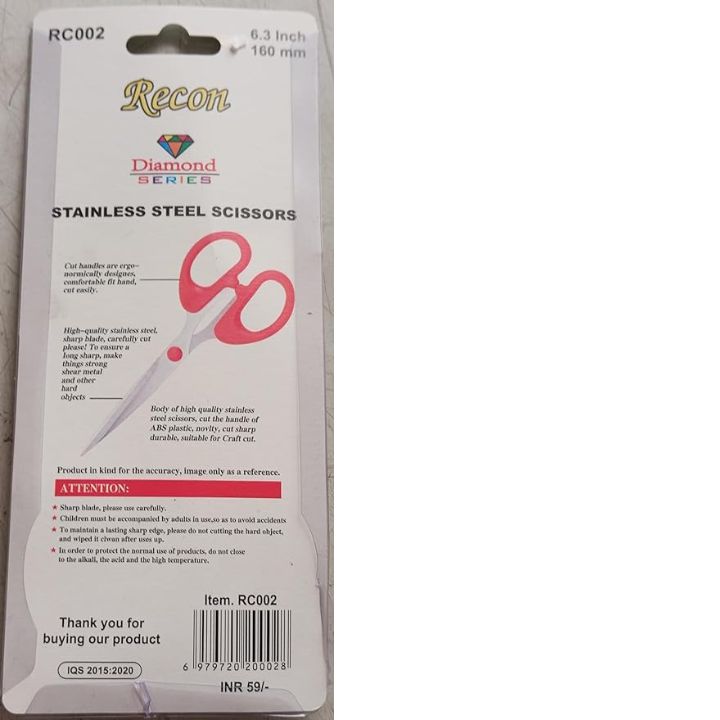 RC002
6.3 Inch
160 mm
Recon
Diamond
SERIES
STAINLESS STEEL SCISSORS
Cut handles are ergo-
normically designes,
comfortable fit hand,
cut easily.
High-quality stainless steel,
sharp blade, carefully cut
please! To ensure a
long sharp, make
things strong
shear metal
and other
hard
objects
Body of high quality stainless
steel scissors, cut the handle of
ABS plastic, novity, cut sharp
durable, suitable for Craft cut.
Product in kind for the accuracy, image only as a reference.
ATTENTION:
★ Sharp blade, please use carefully.
★ Children must be accompanied by adults in use,so as to avoid accidents
★ To maintain a lasting sharp edge, please do not cutting the hard object,
and wiped it clwan after uses up.
★ In order to protect the normal use of products, do not close
to the alkali, the acid and the high temperature.
Item. RC002
Thank you for
buying our product
IQS 2015:2020
6 979720 200028
INR 59/-